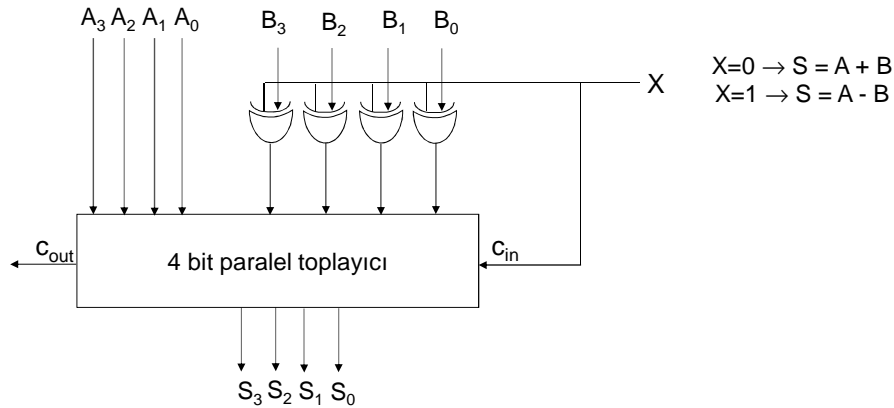 A3 A2 A1 A0
B3 B2 B1 B0
X
X=0 → S = A + B
X=1 → S = A - B
cout
4 bit paralel toplayıcı
cin
S3 S2 S1 S0